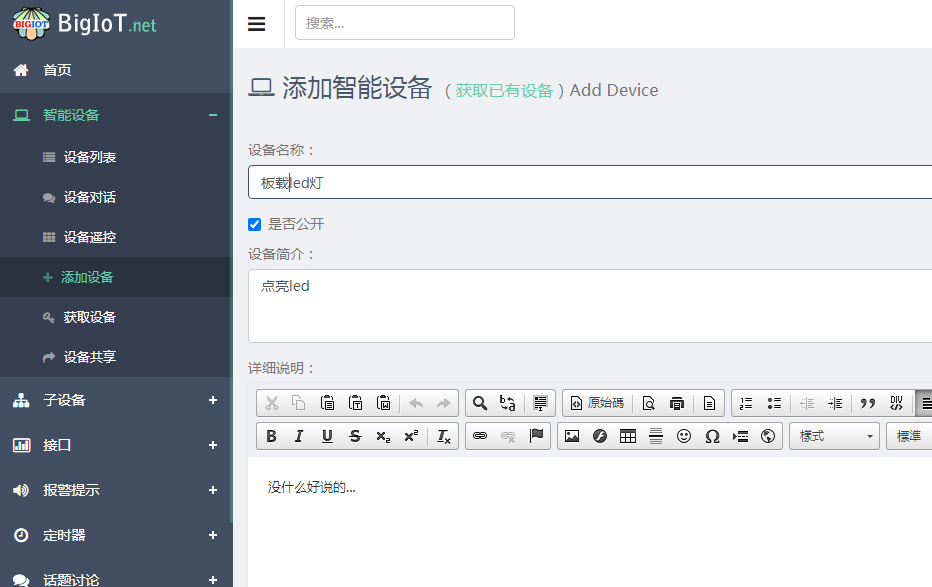 BIGIOT BigIoT.net
搜索...
首页
智能设备
设备列表
设备对话
设备遥控
添加设备
获取设备
设备共享
子设备
接口
报警提示
定时器
话题讨论
添加智能设备 ( 获取已有设备 ) Add Device
设备名称：
板载led灯
是否公开
设备简介：
点亮led
详细说明：
原始碼
樣式
標準
没什么好说的...